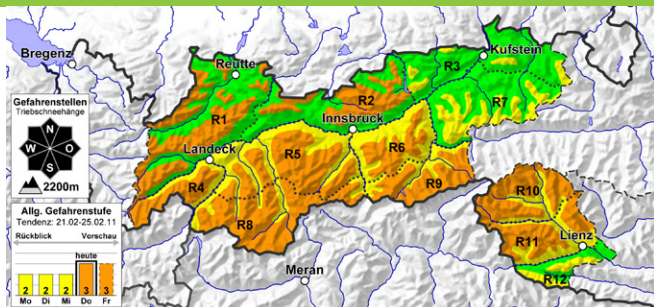 Bregenz
Reutte
Kufstein
R3
R1
R2
R7
Innsbruck
Landeck
R5
R6
R4
R8
R9
Meran
R10
R11
Lienz
R12
Gefahrenstellen
Triebschneehänge
N
W O
S
2200m
Allg. Gefahrenstufe
Tendenz: 21.02-25.02.11
Rückblick Vorschau
heute
2 2 2 3 3
Mo Di Mi Do Fr